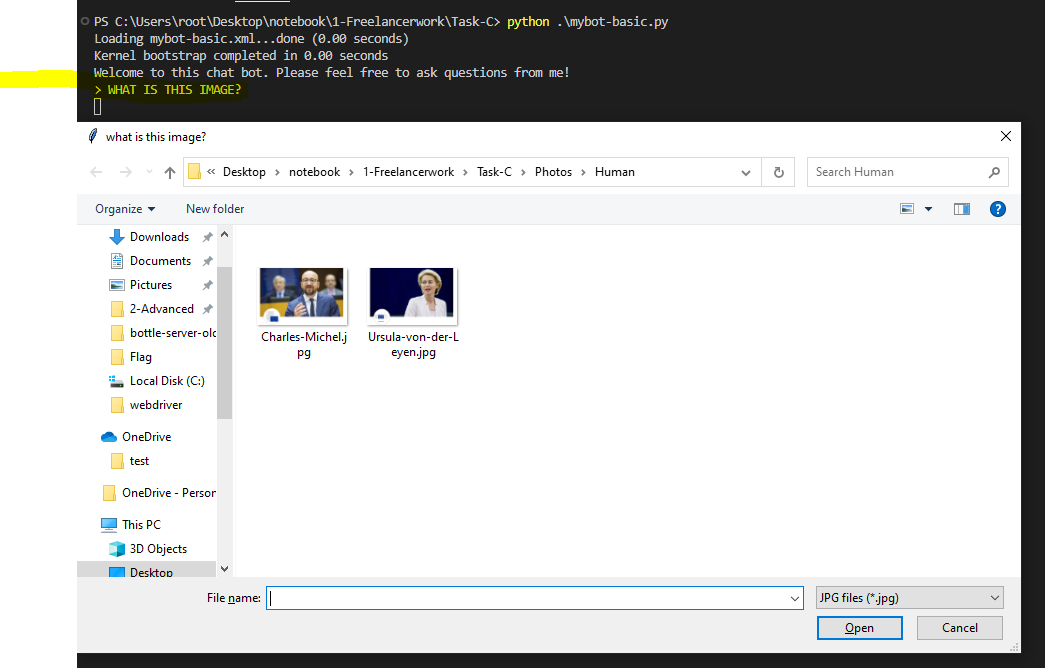 PS C:\Users\root\Desktop\notebook\1-Freelancerwork\Task-C> python .\mybot-basic.py
Loading mybot-basic.xml...done (0.00 seconds)
Kernel bootstrap completed in 0.00 seconds
Welcome to this chat bot. Please feel free to ask questions from me!
> WHAT IS THIS IMAGE?
what is this image?
« Desktop › notebook › 1-Freelancerwork › Task-C › Photos › Human
Search Human
Organize
New folder
Downloads
Documents
Pictures
2-Advanced
bottle-server-old
Flag
Local Disk (C:)
webdriver
OneDrive
test
OneDrive - Person
This PC
3D Objects
Desktop
Charles-Michel.j
pg
Ursula-von-der-L
eyen.jpg
File name:
JPG files (*.jpg)
Open
Cancel